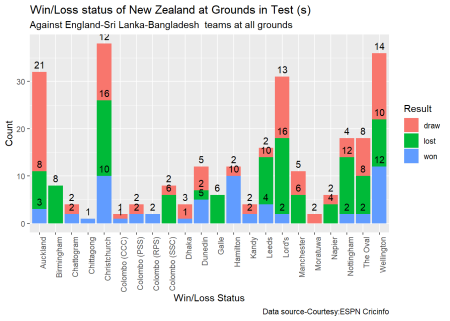 Win/Loss status of New Zealand at Grounds in Test (s)
Against England-Sri Lanka-Bangladesh  teams at all grounds
Count
40
30
20
10
0
21
8
3
8
2
4
1
12
16
10
1
1
2
2
2
2
6
3
1
5
2
5
6
2
10
2
4
2
14
4
13
16
2
5
6
2
2
4
4
12
2
8
8
2
14
10
12
Auckland
Birmingham
Chattogram
Chittagong
Christchurch
Colombo (CCC)
Colombo (PSS)
Colombo (RPS)
Colombo (SSC)
Dhaka
Dunedin
Galle
Hamilton
Kandy
Leeds
Lord's
Manchester
Moratuwa
Napier
Nottingham
The Oval
Wellington
Win/Loss Status
Result
draw
lost
won
Data source-Courtesy:ESPN Cricinfo